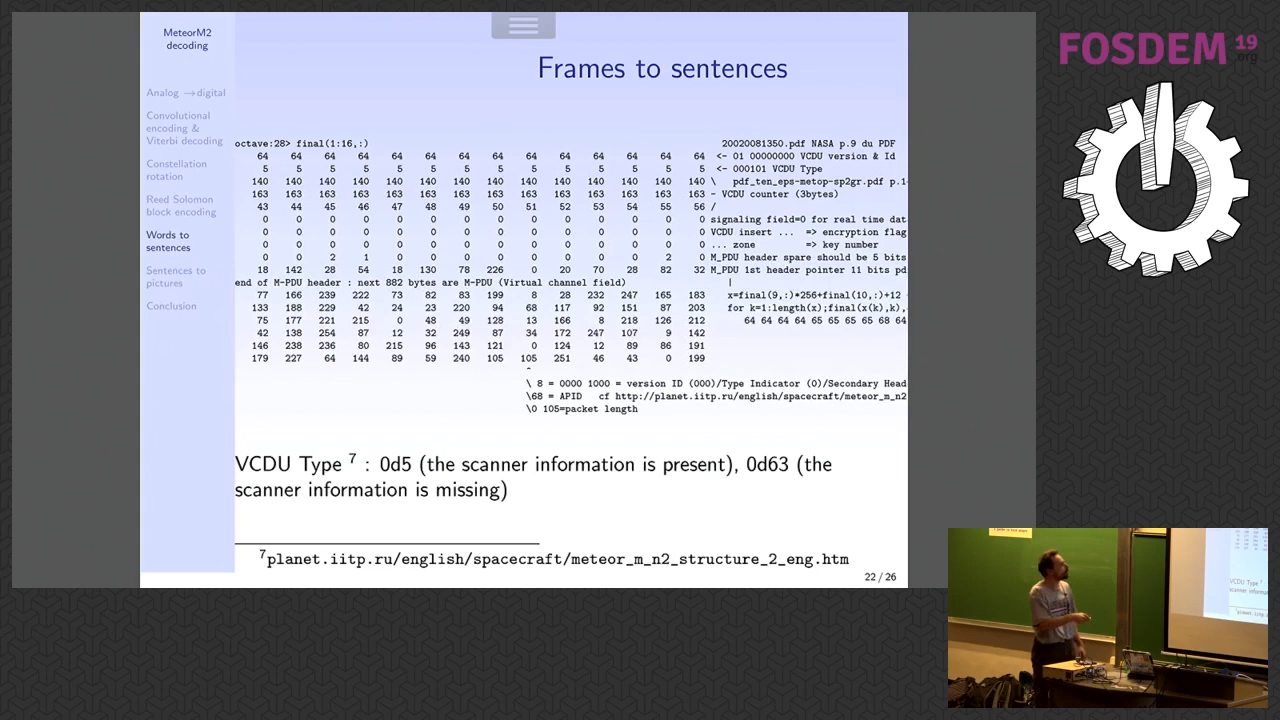 MeteorM2
decoding
Analog →digital
Convolutional
encoding &
Viterbi decoding
Constellation
rotation
Reed Solomon
block encoding
Words to
sentences
Sentences to
pictures
Conclusion
Frames to sentences
octave:28> final(1:16,:) 20020081350.pdf NASA p.9 du PDF
64 64 64 64 64 64 64 64 64 64 64 64 64 64 <- 01 00000000 VCDU version & Id
5 5 5 5 5 5 5 5 5 5 5 5 5 5 <- 000101 VCDU Type
140 140 140 140 140 140 140 140 140 140 140 140 140 140 \ pdf_ten_eps-metop-sp2gr.pdf p.1
163 163 163 163 163 163 163 163 163 163 163 163 163 163 - VCDU counter (3bytes)
43 44 45 46 47 48 49 50 51 52 53 54 55 56 /
0 0 0 0 0 0 0 0 0 0 0 0 0 0 signaling field=0 for real time dat
0 0 0 0 0 0 0 0 0 0 0 0 0 0 VCDU insert ... => encryption flag
0 0 0 0 0 0 0 0 0 0 0 0 0 0 ... zone => key number
0 0 2 1 0 0 0 0 0 0 0 0 2 0 M_PDU header spare should be 5 bits
18 142 28 54 18 130 78 226 0 20 70 28 82 32 M_PDU 1st header pointer 11 bits pd
end of M-PDU header : next 882 bytes are M-PDU (Virtual channel field) |
77 166 239 222 73 82 83 199 8 28 232 247 165 183 x=final(9,:)*256+final(10,:)+12
133 188 229 42 24 23 220 94 68 117 92 151 87 203 for k=1:length(x);final(x(k),k),
75 177 221 215 0 48 49 128 13 166 8 218 126 212 64 64 64 64 65 65 65 65 68 64
42 138 254 87 12 32 249 87 34 172 247 107 9 142
146 238 236 80 215 96 143 121 0 124 12 89 86 191
179 227 64 144 89 59 240 105 105 251 46 43 0 199
^
\ 8 = 0000 1000 = version ID (000)/Type Indicator (0)/Secondary Head
\68 = APID cf http://planet.iitp.ru/english/spacecraft/meteor_m_n2
\0 105=packet length
VCDU Type 7 : 0d5 (the scanner information is present), 0d63 (the
scanner information is missing)
7planet.iitp.ru/english/spacecraft/meteor_m_n2_structure_2_eng.htm
22 / 26
FOSDEM 19
.org